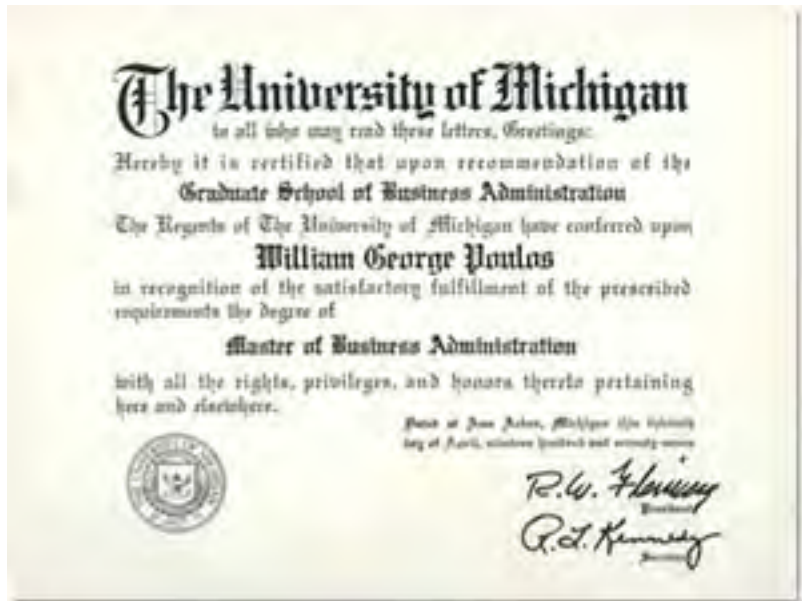 The University of Michigan
to all who may read these letters, Greetings:
Hereby it is certified that upon recommendation of the
Graduate School of Business Administration
The Regents of The University of Michigan have conferred upon
William George Poulos
in recognition of the satisfactory fulfillment of the prescribed
requirements the degree of
Master of Business Administration
with all the rights, privileges, and honors thereto pertaining
here and elsewhere.
Dated at Ann Arbor, Michigan this
day of April, nineteen hundred and seventy-seven
R.W. Fleming
President
R.L. Kennedy
Secretary